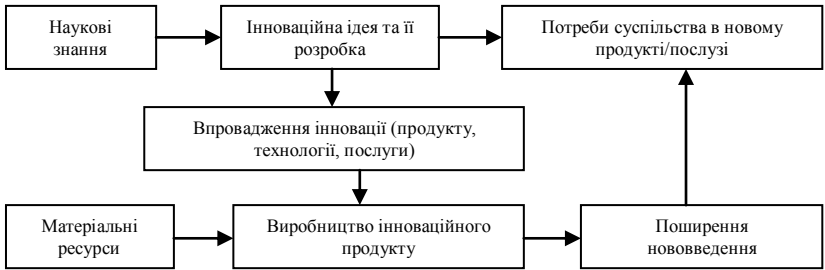 Наукові
знання
Інноваційна ідея та її
розробка
Потреби суспільства в новому
продукті/послузі
Впровадження інновації (продукту,
технології, послуги)
Матеріальні
ресурси
Виробництво інноваційного
продукту
Поширення
нововведення